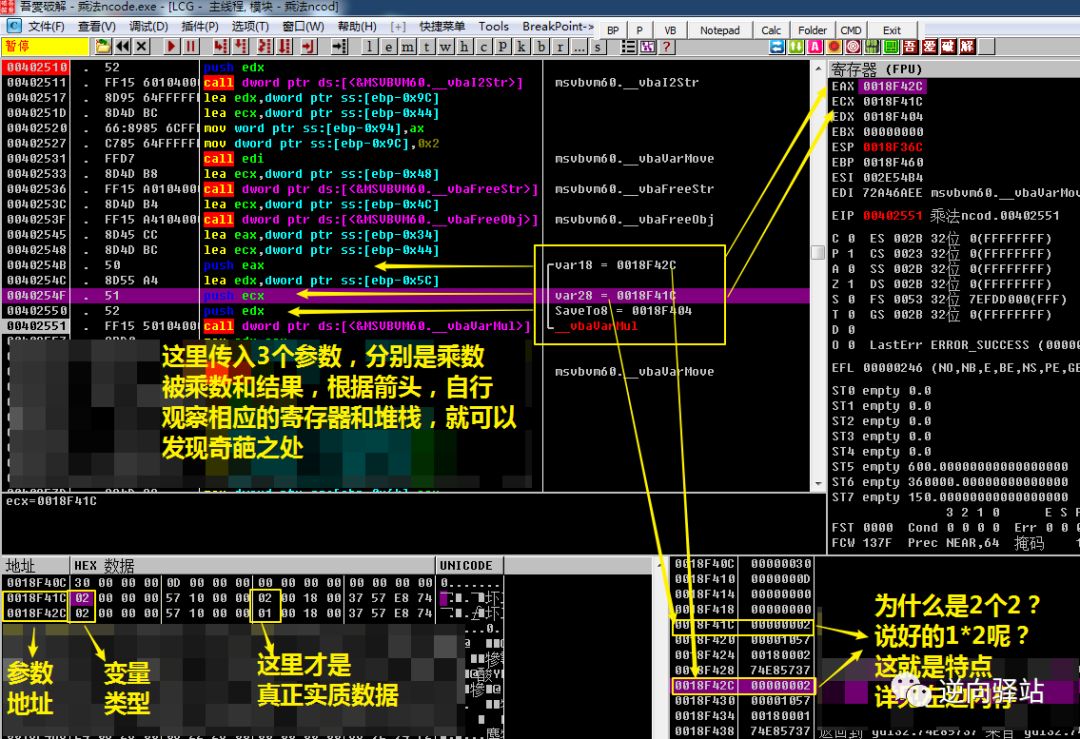 吾愛破解 - 乘法ncode.exe - [LCG - 主线程, 模块 - 乘法ncod]
文件(F) 查看(V) 调试(D) 插件(P) 选项(T) 窗口(W) 帮助(H) [+] 快捷菜单 Tools BreakPoint->
BP P VB Notepad Calc Folder CMD Exit
暂停
l e m t w h c p k b r ... s
00402510 . 52 push edx
00402511 . FF15 60104000 call dword ptr ds:[<&MSVBVM60.__vbaI2Str>] msvbvm60.__vbaI2Str
00402517 . 8D95 64FFFFFF lea edx,dword ptr ss:[ebp-0x9C]
0040251D . 8D4D BC lea ecx,dword ptr ss:[ebp-0x44]
00402520 . 66:8985 6CFFF mov word ptr ss:[ebp-0x94],ax
00402527 . C785 64FFFFFF mov dword ptr ss:[ebp-0x9C],0x2
00402531 . FFD7 call edi msvbvm60.__vbaVarMove
00402533 . 8D4D B8 lea ecx,dword ptr ss:[ebp-0x48]
00402536 . FF15 A0104000 call dword ptr ds:[<&MSVBVM60.__vbaFreeStr>] msvbvm60.__vbaFreeStr
0040253C . 8D4D B4 lea ecx,dword ptr ss:[ebp-0x4C]
0040253F . FF15 A4104000 call dword ptr ds:[<&MSVBVM60.__vbaFreeObj>] msvbvm60.__vbaFreeObj
00402545 . 8D45 CC lea eax,dword ptr ss:[ebp-0x34]
00402548 . 8D4D BC lea ecx,dword ptr ss:[ebp-0x44]
0040254B . 50 push eax var18 = 0018F42C
0040254C . 8D55 A4 lea edx,dword ptr ss:[ebp-0x5C]
0040254F . 51 push ecx var28 = 0018F41C
00402550 . 52 push edx SaveTo8 = 0018F404
00402551 . FF15 50104000 call dword ptr ds:[<&MSVBVM60.__vbaVarMul>] __vbaVarMul
msvbvm60.__vbaVarMove
这里传入3个参数，分别是乘数
被乘数和结果，根据箭头，自行
观察相应的寄存器和堆栈，就可以
发现奇葩之处
ecx=0018F41C
寄存器 (FPU)
EAX 0018F42C
ECX 0018F41C
EDX 0018F404
EBX 00000000
ESP 0018F36C
EBP 0018F460
ESI 002E54B4
EDI 72A46AEE msvbvm60.__vbaVarMov
EIP 00402551 乘法ncod.00402551
C 0 ES 002B 32位 0(FFFFFFFF)
P 1 CS 0023 32位 0(FFFFFFFF)
A 0 SS 002B 32位 0(FFFFFFFF)
Z 1 DS 002B 32位 0(FFFFFFFF)
S 0 FS 0053 32位 7EFDD000(FFF)
T 0 GS 002B 32位 0(FFFFFFFF)
D 0
O 0 LastErr ERROR_SUCCESS (00000
EFL 00000246 (NO,NB,E,BE,NS,PE,GE
ST0 empty 0.0
ST1 empty 0.0
ST2 empty 0.0
ST3 empty 0.0
ST4 empty 0.0
ST5 empty 600.00000000000000000
ST6 empty 360000.00000000000000
ST7 empty 150.00000000000000000
3 2 1 0 E S P
FST 0000 Cond 0 0 0 0 Err 0 0 0
FCW 137F Prec NEAR,64 掩码
地址 HEX 数据 UNICODE
0018F40C 30 00 00 00 0D 00 00 00 00 00 00 00 00 00 00 00
0018F41C 02 00 00 00 57 10 00 00 02 00 18 00 37 57 E8 74
0018F42C 02 00 00 00 57 10 00 00 01 00 18 00 37 57 E8 74
参数
地址
变量
类型
这里才是
真正实质数据
0018F40C 00000030
0018F410 0000000D
0018F414 00000000
0018F418 00000000
0018F41C 00000002
0018F420 00001057
0018F424 00180002
0018F428 74E85737
0018F42C 00000002
0018F430 00001057
0018F434 00180001
0018F438 74E85737
为什么是2个2？
说好的1*2呢？
这就是特点
逆向驿站